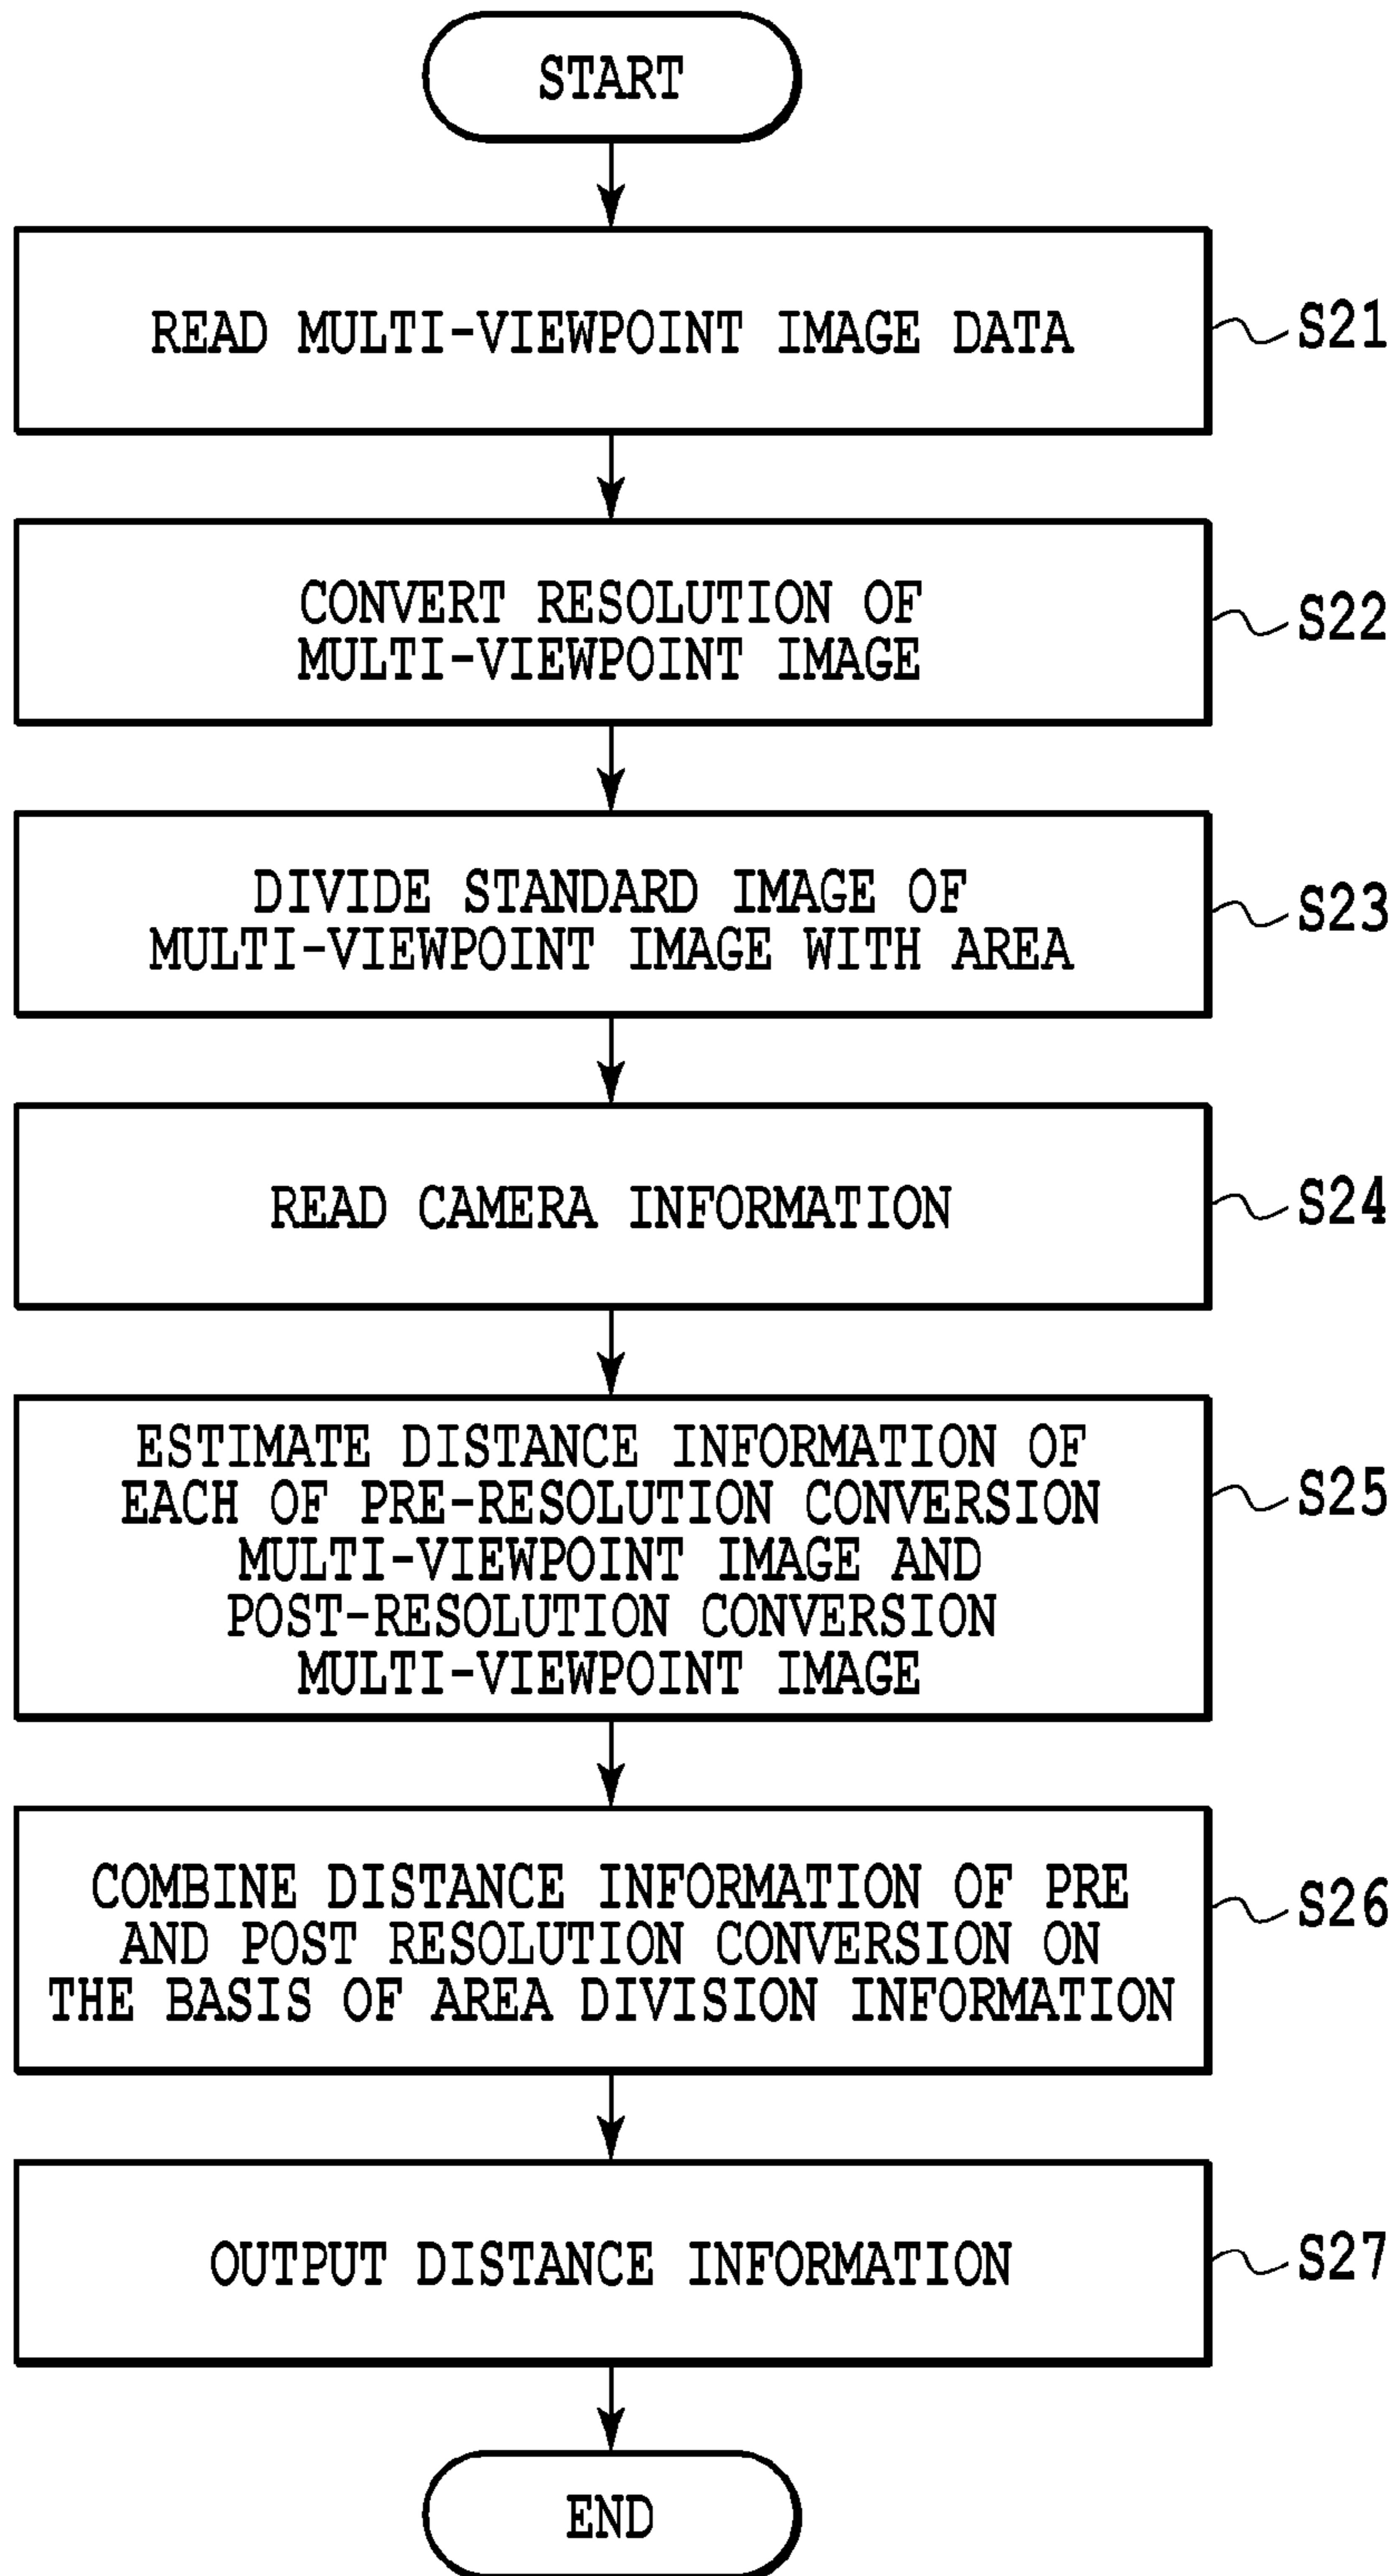 START
READ MULTI-VIEWPOINT IMAGE DATA
S21
CONVERT RESOLUTION OF
MULTI-VIEWPOINT IMAGE
S22
DIVIDE STANDARD IMAGE OF
MULTI-VIEWPOINT IMAGE WITH AREA
S23
READ CAMERA INFORMATION
S24
ESTIMATE DISTANCE INFORMATION OF
EACH OF PRE-RESOLUTION CONVERSION
MULTI-VIEWPOINT IMAGE AND
POST-RESOLUTION CONVERSION
MULTI-VIEWPOINT IMAGE
S25
COMBINE DISTANCE INFORMATION OF PRE
AND POST RESOLUTION CONVERSION ON
THE BASIS OF AREA DIVISION INFORMATION
S26
OUTPUT DISTANCE INFORMATION
S27
END